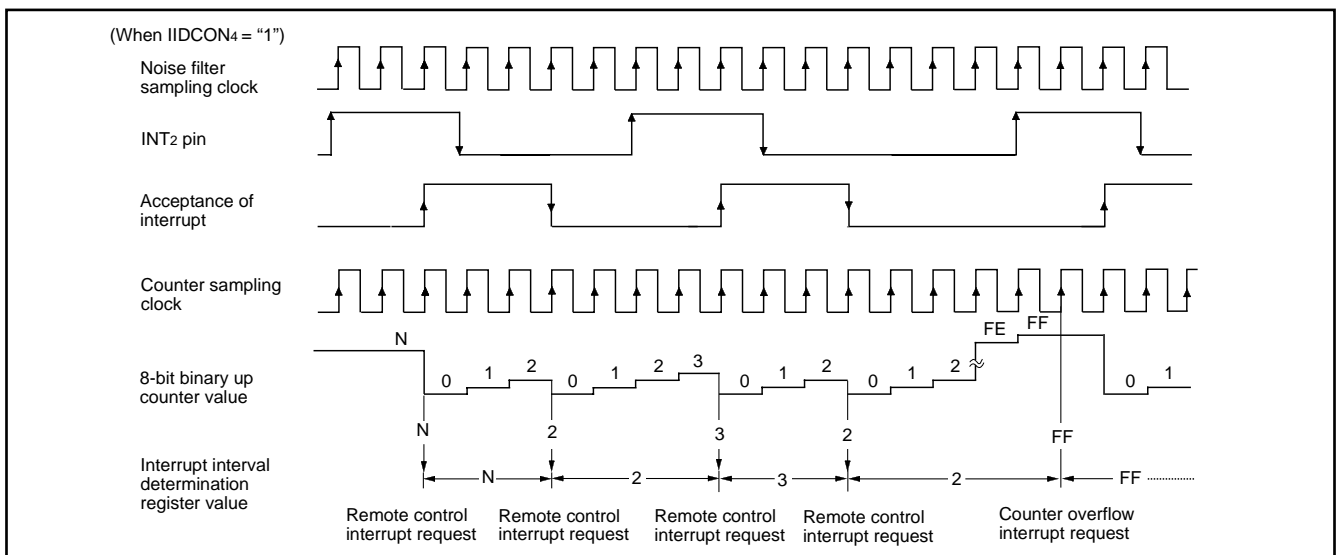 (When IIDCON4 = “1”)
Noise filter
sampling clock
INT2 pin
Acceptance of
interrupt
Counter sampling
clock
N
FE
FF
8-bit binary up
counter value
0 1 2 0 1 2 3 0 1 2 0 1 2 0 1
N 2 3 2 FF
Interrupt interval
determination
register value
N 2 3 2 FF
Remote control
interrupt request
Remote control
interrupt request
Remote control
interrupt request
Remote control
interrupt request
Counter overflow
interrupt request